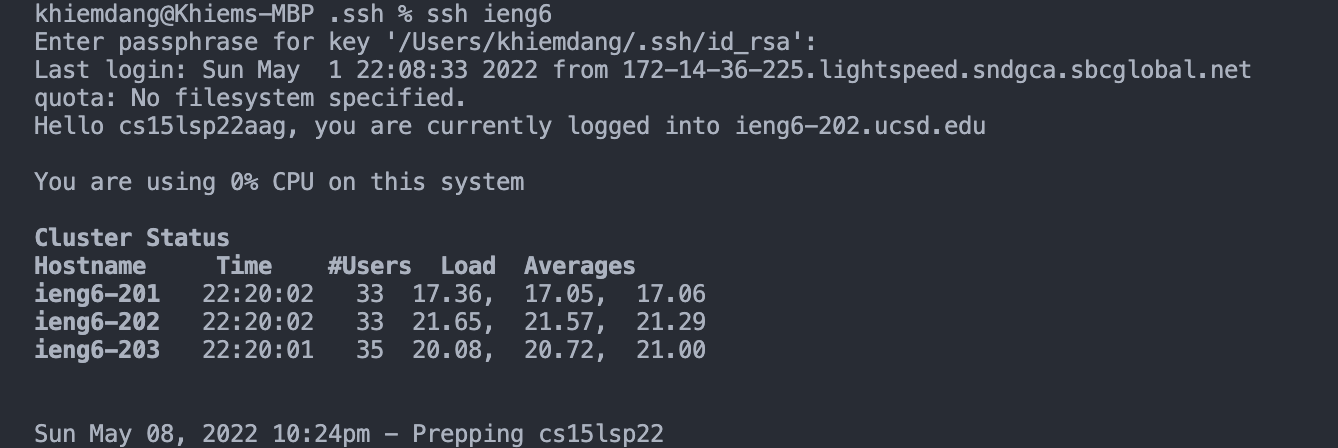 khiemdang@Khiems-MBP .ssh % ssh ieng6
Enter passphrase for key '/Users/khiemdang/.ssh/id_rsa':
Last login: Sun May  1 22:08:33 2022 from 172-14-36-225.lightspeed.sndgca.sbcglobal.net
quota: No filesystem specified.
Hello cs15lsp22aag, you are currently logged into ieng6-202.ucsd.edu
You are using 0% CPU on this system
Cluster Status
Hostname     Time    #Users  Load  Averages
ieng6-201   22:20:02   33  17.36,  17.05,  17.06
ieng6-202   22:20:02   33  21.65,  21.57,  21.29
ieng6-203   22:20:01   35  20.08,  20.72,  21.00
Sun May 08, 2022 10:24pm - Prepping cs15lsp22